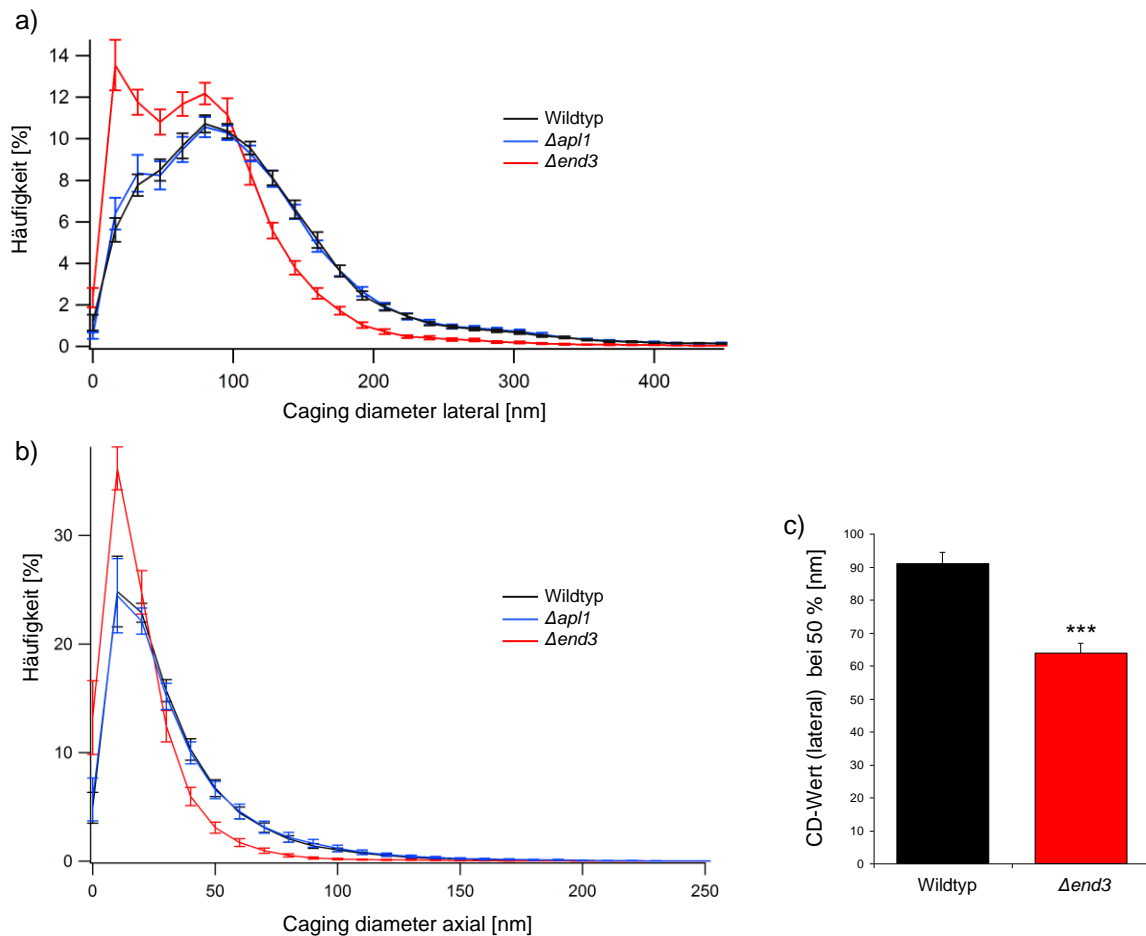 a)
Häufigkeit [%]
14
12
10
8
6
4
2
0
0 100 200 300 400
Caging diameter lateral [nm]
Wildtyp
Δapl1
Δend3
b)
Häufigkeit [%]
30
20
10
0
0 50 100 150 200 250
Caging diameter axial [nm]
Wildtyp
Δapl1
Δend3
c)
CD-Wert (lateral) bei 50 % [nm]
100
90
80
70
60
50
40
30
20
10
0
***
Wildtyp Δend3